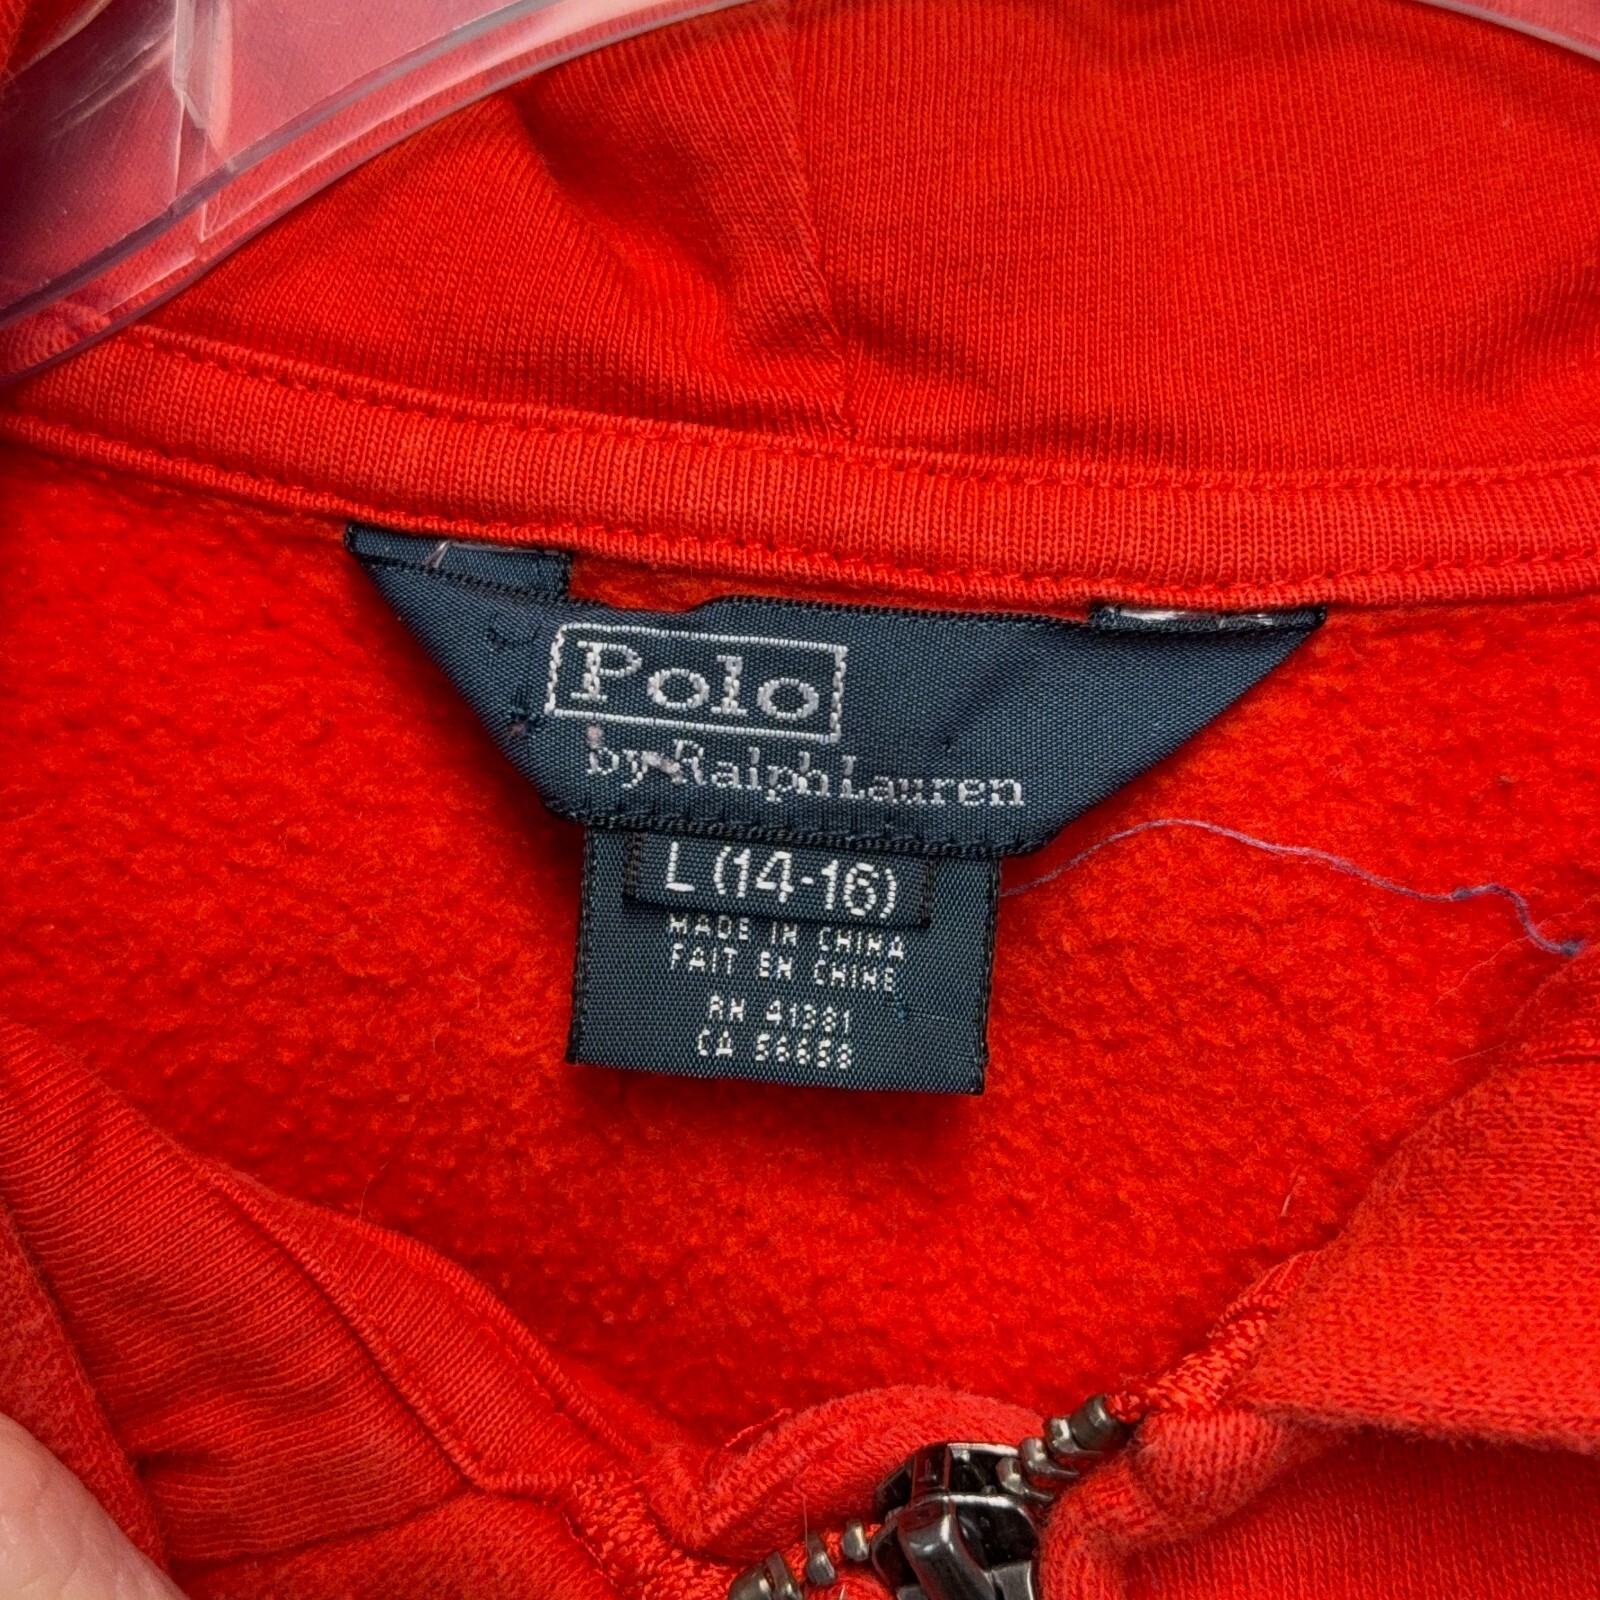 Polo
by Ralph Lauren
L (14-16)
MADE IN CHINA
FAIT EN CHINE
RN 41381
CA 56658